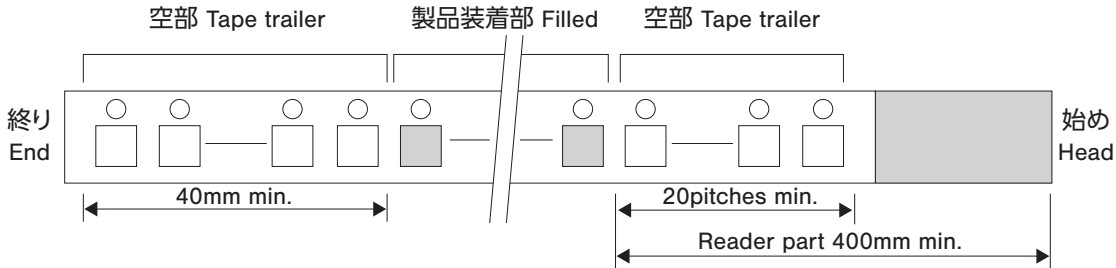 空部 Tape trailer
製品装着部 Filled
空部 Tape trailer
終り
End
始め
Head
40mm min.
20pitches min.
Reader part 400mm min.